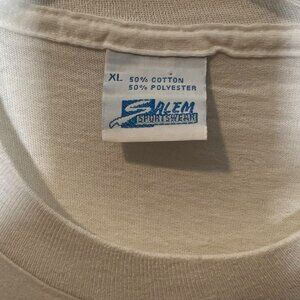 XL 50% COTTON
50% POLYESTER
SALEM
SPORTSWEAR